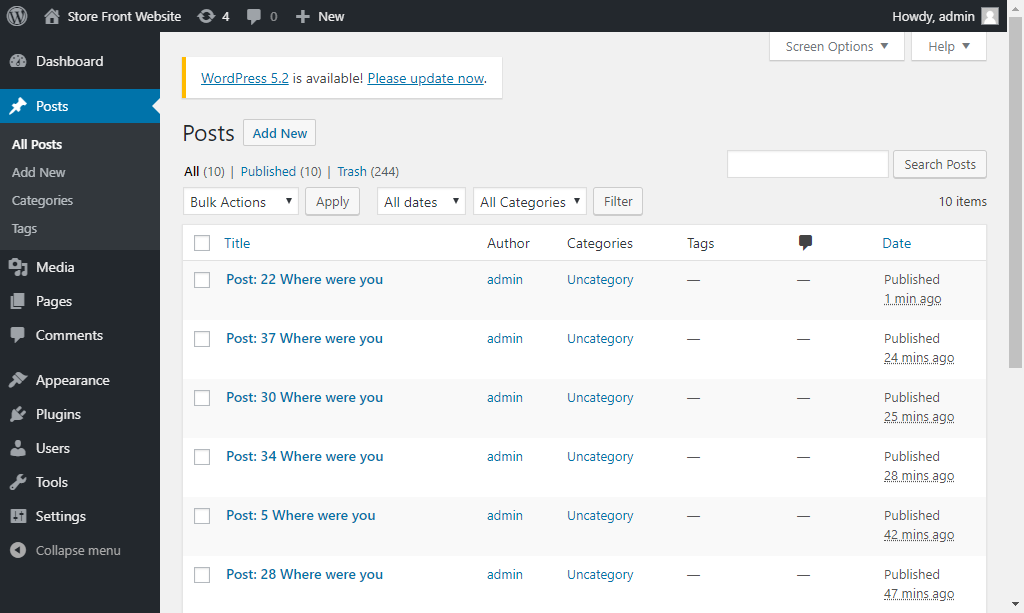 Store Front Website 4 0 New Howdy, admin
Screen Options Help
Dashboard
Posts
All Posts
Add New
Categories
Tags
Media
Pages
Comments
Appearance
Plugins
Users
Tools
Settings
Collapse menu
WordPress 5.2 is available! Please update now.
Posts Add New
All (10) | Published (10) | Trash (244)
Search Posts
Bulk Actions Apply All dates All Categories Filter 10 items
Title Author Categories Tags Date
Post: 22 Where were you admin Uncategory — — Published
1 min ago
Post: 37 Where were you admin Uncategory — — Published
24 mins ago
Post: 30 Where were you admin Uncategory — — Published
25 mins ago
Post: 34 Where were you admin Uncategory — — Published
28 mins ago
Post: 5 Where were you admin Uncategory — — Published
42 mins ago
Post: 28 Where were you admin Uncategory — — Published
47 mins ago